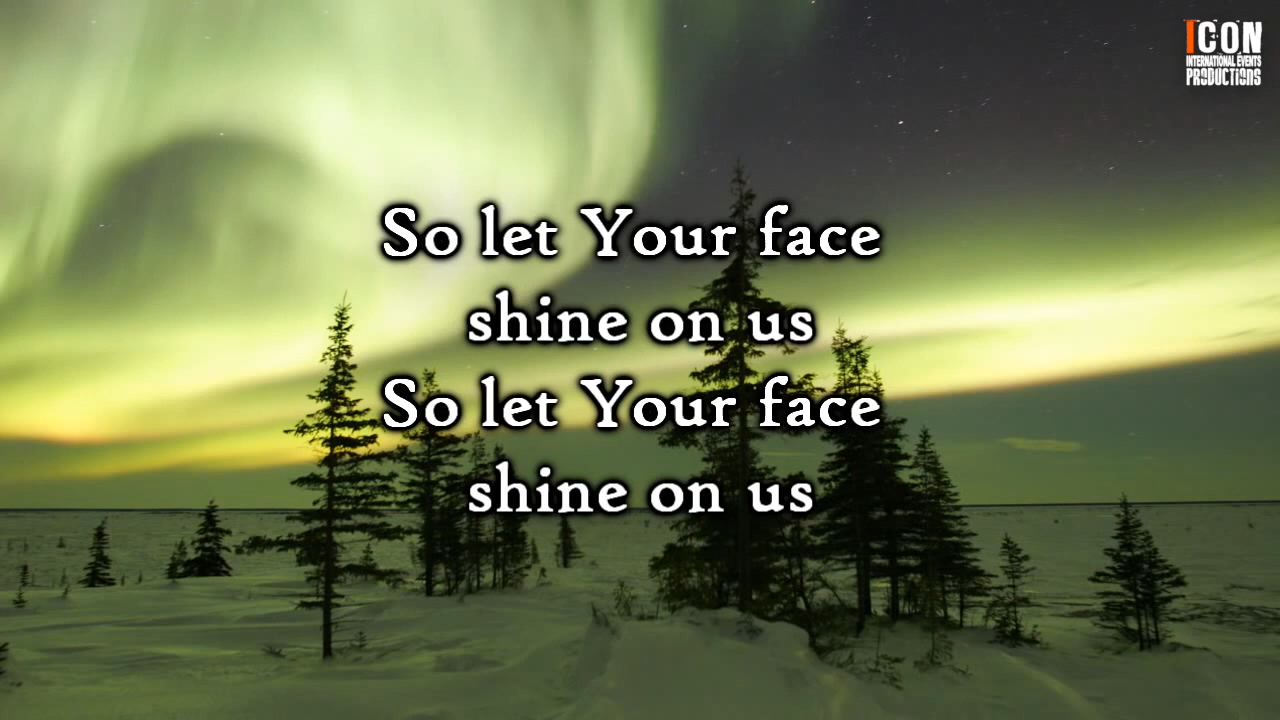 ICON
INTERNATIONAL EVENTS
PRODUCTIONS
So let Your face
shine on us
So let Your face
shine on us